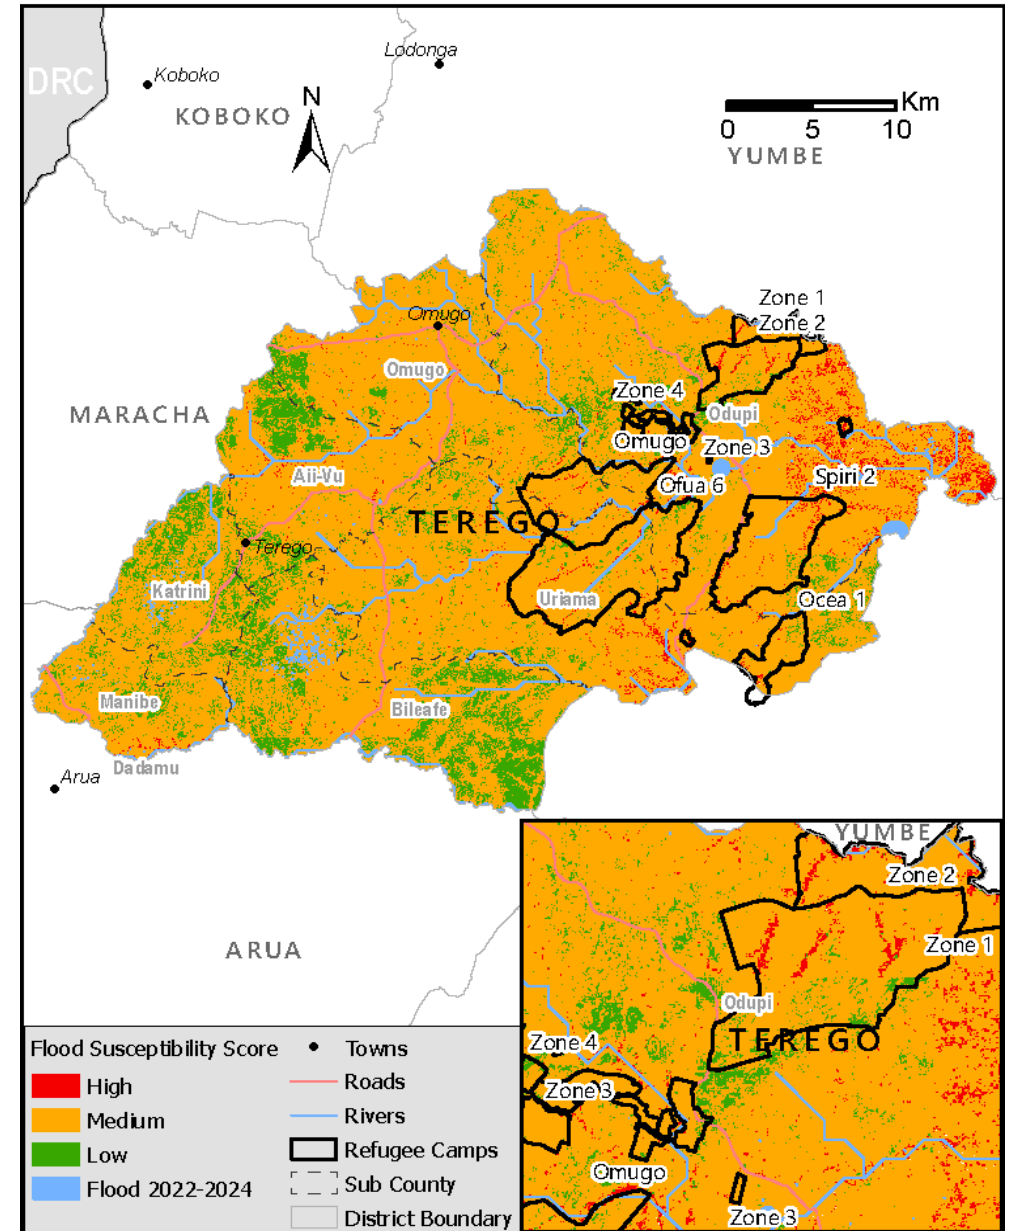 Lodonga
DRC
Koboko
KOBOKO
N
Km
0 5 10
YUMBE
Zone 1
Zone 2
Omugo
Omugo
Zone 4
MARACHA
Odupi
Omugo
Zone 3
Aii-Vu
Ofua 6
Spiri 2
TEREGO
Terego
Katrini
Uriama
Ocea 1
Manibe
Bileafe
Dadamu
Arua
ARUA
YUMBE
Zone 2
Zone 1
Odupi
TEREGO
Zone 4
Zone 3
Omugo
Zone 3
Flood Susceptibility Score
High
Medium
Low
Flood 2022-2024
Towns
Roads
Rivers
Refugee Camps
Sub County
District Boundary